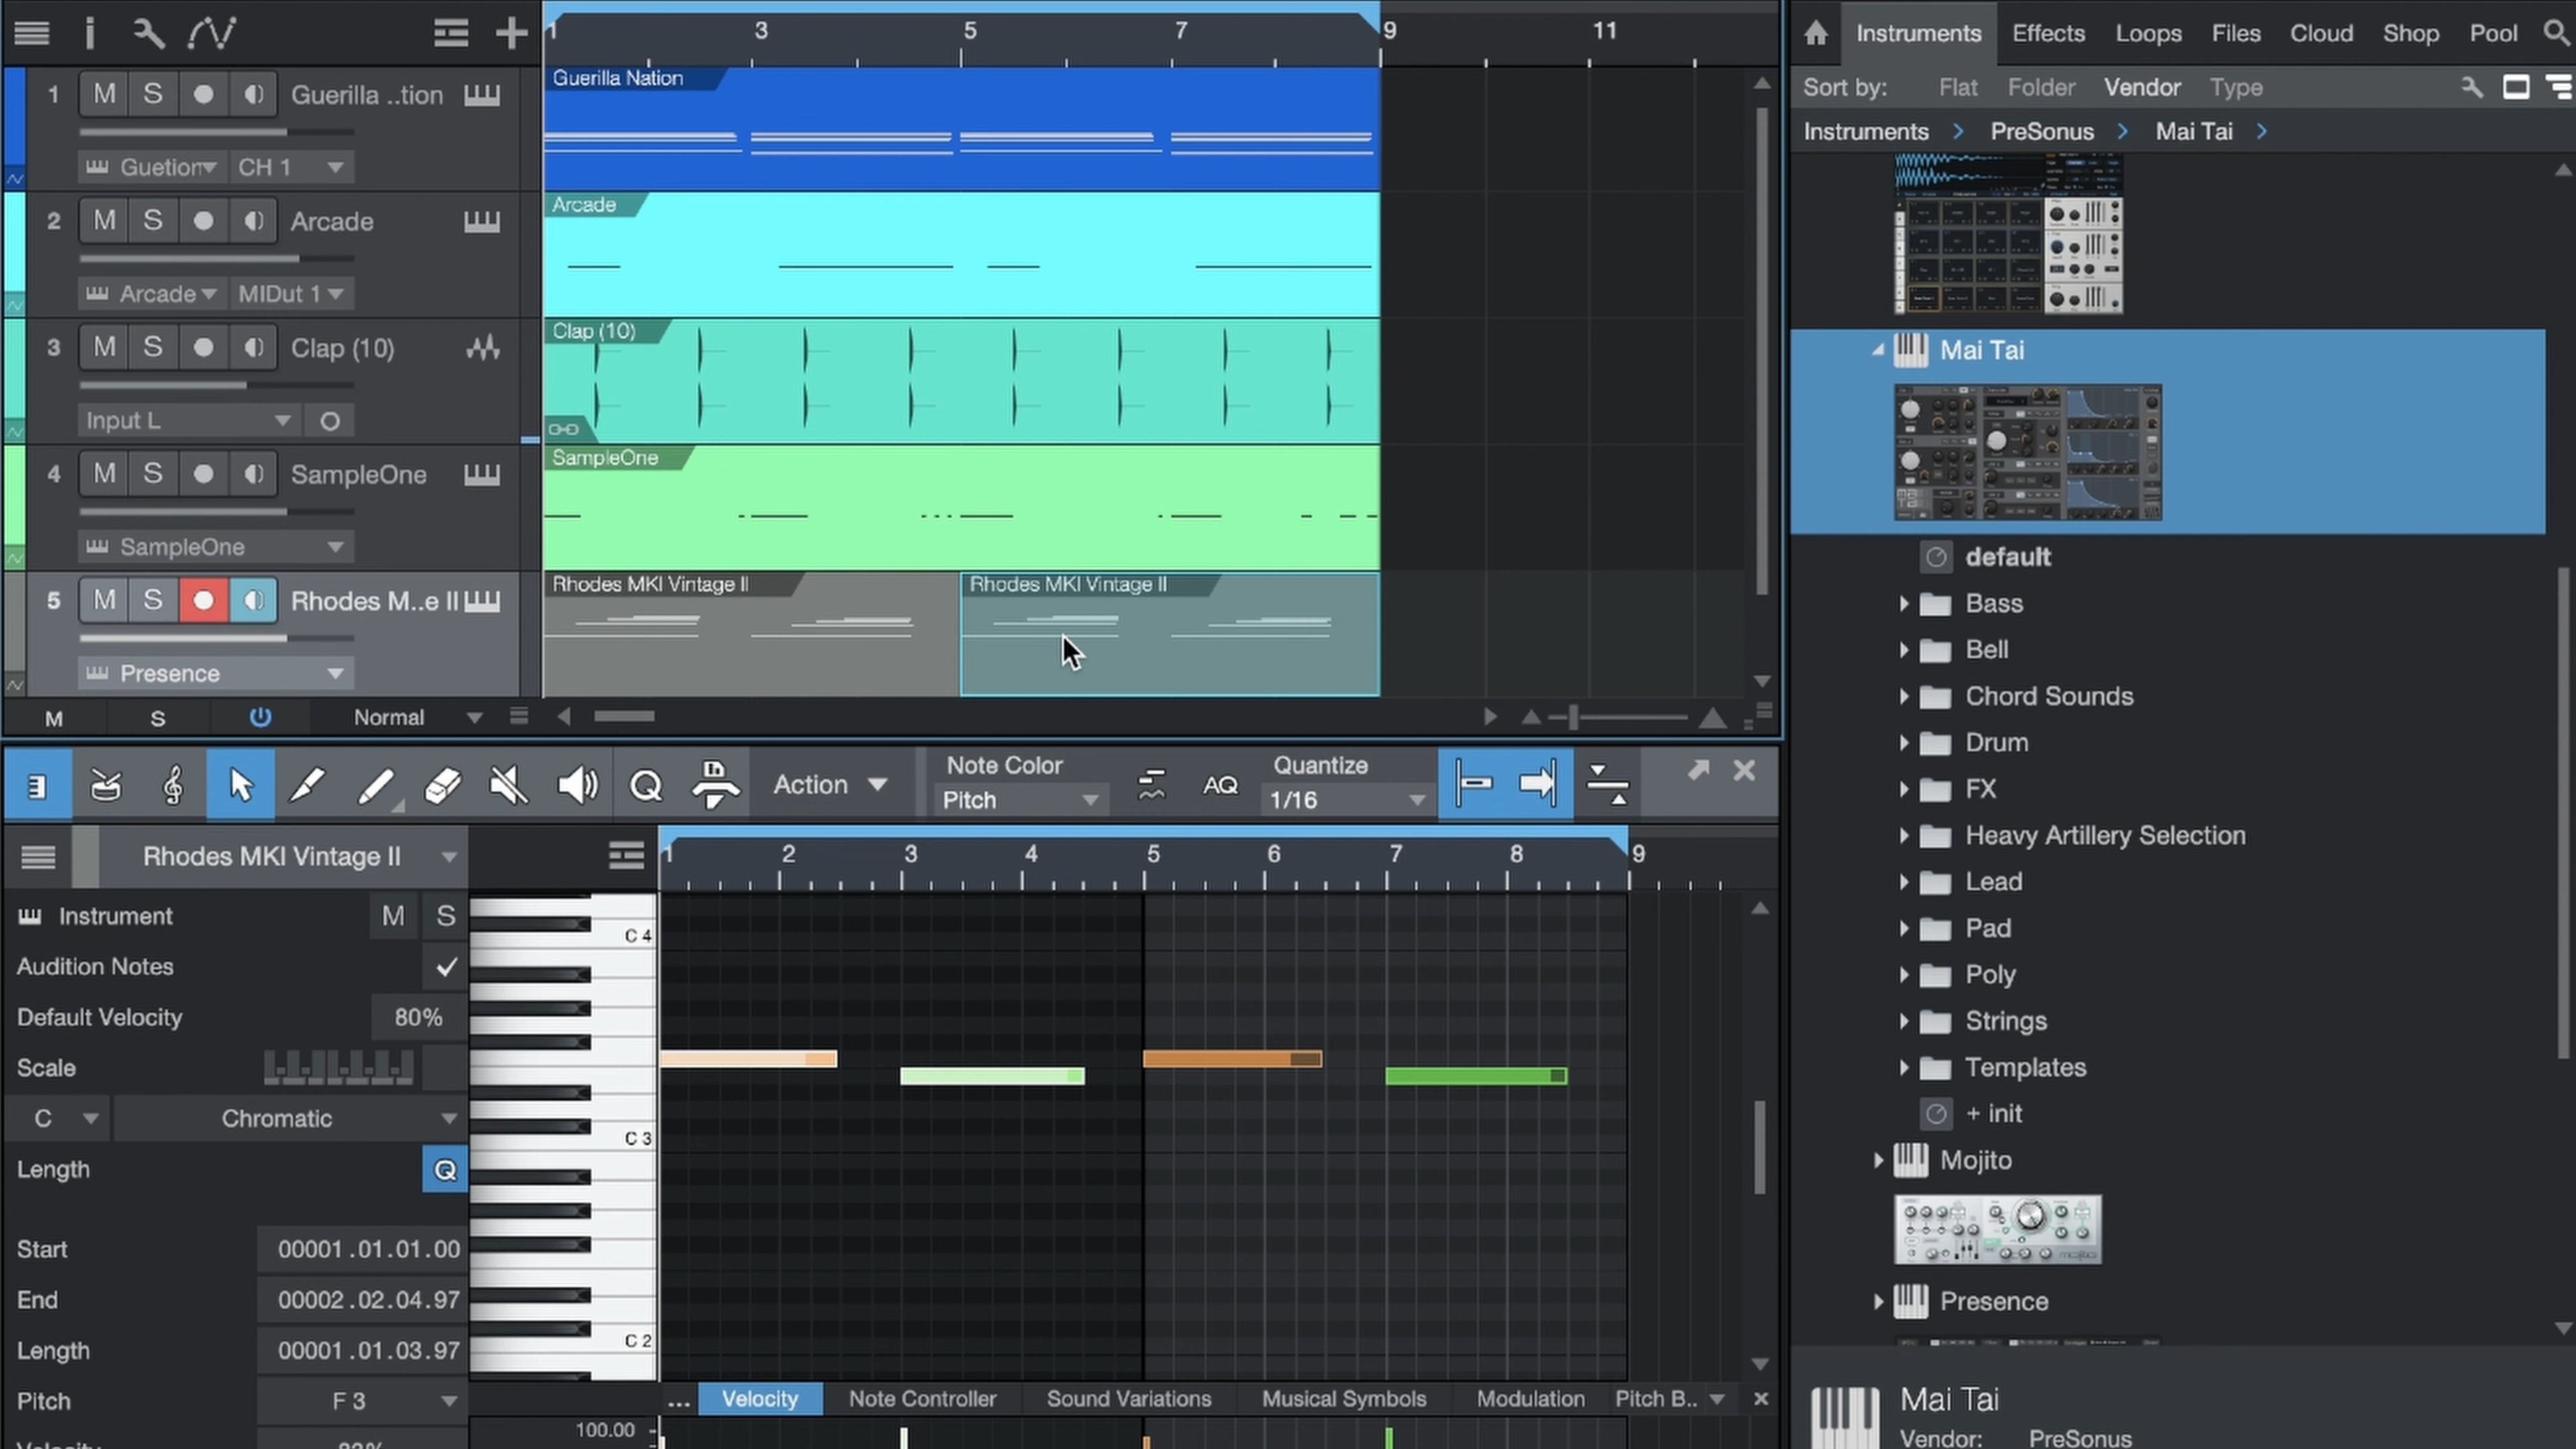 1 3 5 7 9 11
1 M S Guerilla ..tion
Guetion CH 1
2 M S Arcade
Arcade MIDut 1
3 M S Clap (10)
Input L
4 M S SampleOne
SampleOne
5 M S Rhodes M..e II
Presence
M S Normal
Guerilla Nation
Arcade
Clap (10)
SampleOne
Rhodes MKI Vintage II Rhodes MKI Vintage II
Instruments Effects Loops Files Cloud Shop Pool
Sort by: Flat Folder Vendor Type
Instruments PreSonus Mai Tai
Mai Tai
default
Bass
Bell
Chord Sounds
Drum
FX
Heavy Artillery Selection
Lead
Pad
Poly
Strings
Templates
+ init
Mojito
Presence
Mai Tai
Vendor: PreSonus
Q Action Note Color AQ Quantize
Pitch 1/16
Rhodes MKI Vintage II
1 2 3 4 5 6 7 8 9
Instrument M S
Audition Notes
Default Velocity 80%
Scale
C Chromatic
Length Q
Start 00001.01.01.00
End 00002.02.04.97
Length 00001.01.03.97
Pitch F 3
C 4
C 3
C 2
... Velocity Note Controller Sound Variations Musical Symbols Modulation Pitch B..
100.00